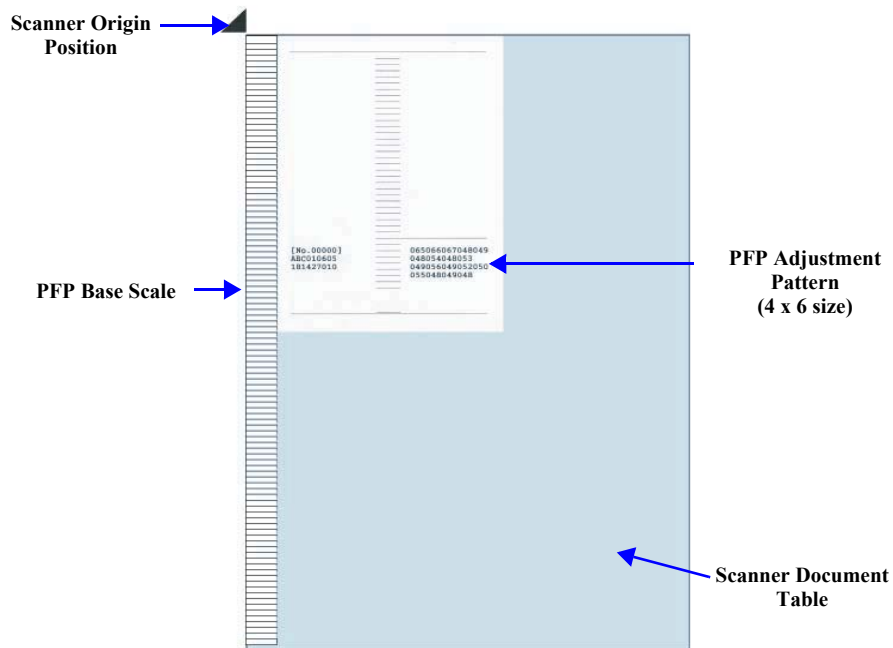 Scanner Origin
Position
[No.00000]
ABC010605
181427010
065066067048049
048054048053
049056049052050
055048049048
PFP Base Scale
PFP Adjustment
Pattern
(4 x 6 size)
Scanner Document
Table